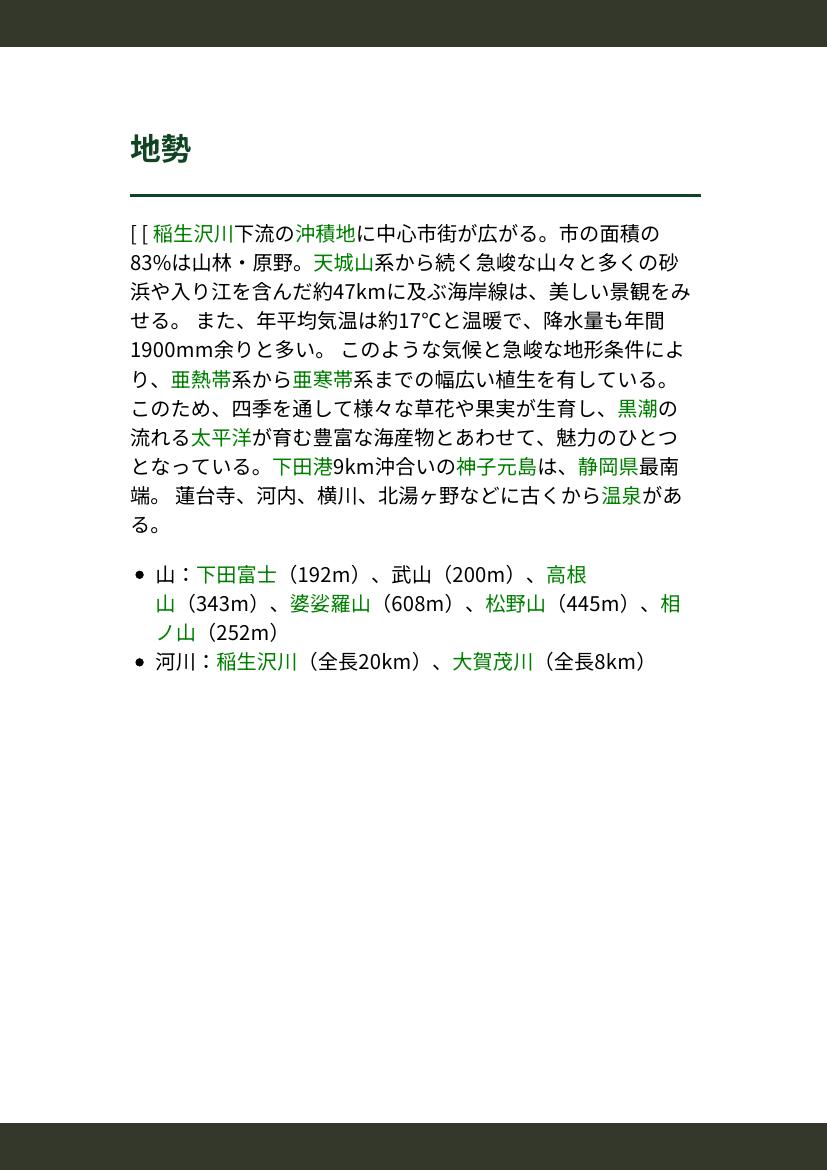 地勢
[ [ 稲生沢川下流の沖積地に中心市街が広がる。市の面積の
83%は山林・原野。天城山系から続く急峻な山々と多くの砂
浜や入り江を含んだ約47kmに及ぶ海岸線は、美しい景観をみ
せる。 また、年平均気温は約17℃と温暖で、降水量も年間
1900mm余りと多い。 このような気候と急峻な地形条件によ
り、亜熱帯系から亜寒帯系までの幅広い植生を有している。
このため、四季を通して様々な草花や果実が生育し、黒潮の
流れる太平洋が育む豊富な海産物とあわせて、魅力のひとつ
となっている。下田港9km沖合いの神子元島は、静岡県最南
端。 蓮台寺、河内、横川、北湯ヶ野などに古くから温泉があ
る。
● 山：下田富士（192m）、武山（200m）、高根
山（343m）、婆娑羅山（608m）、松野山（445m）、相
ノ山（252m）
● 河川：稲生沢川（全長20km）、大賀茂川（全長8km）